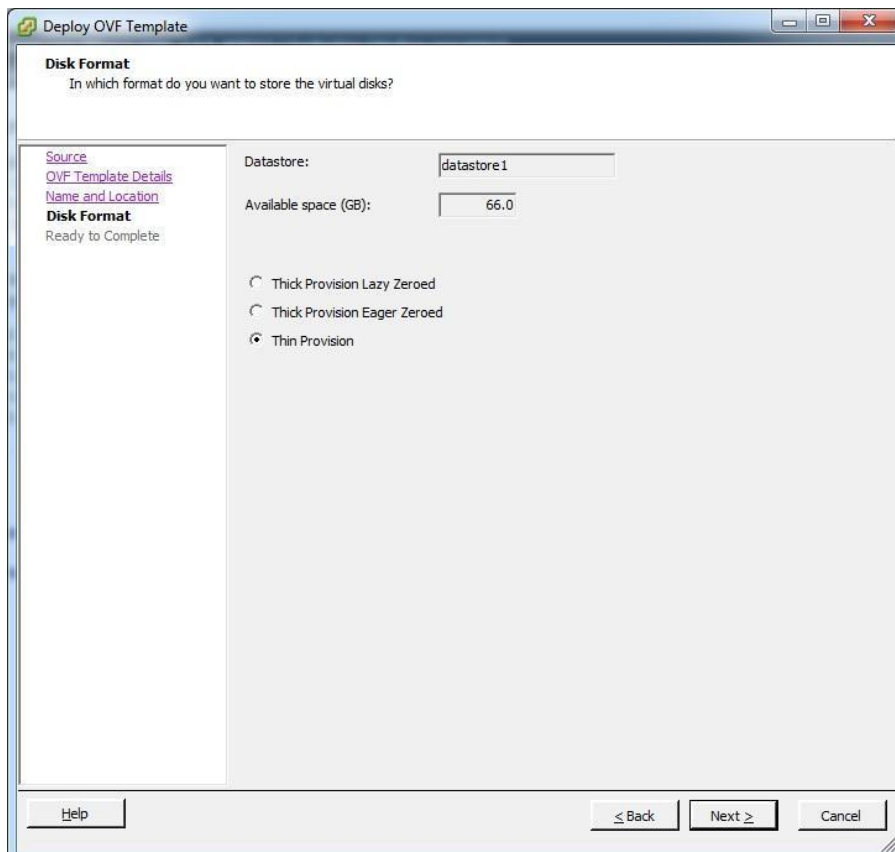 Deploy OVF Template
Disk Format
In which format do you want to store the virtual disks?
Source
OVF Template Details
Name and Location
Disk Format
Ready to Complete
Datastore:
datastore1
Available space (GB):
66.0
Thick Provision Lazy Zeroed
Thick Provision Eager Zeroed
Thin Provision
Help
< Back
Next >
Cancel